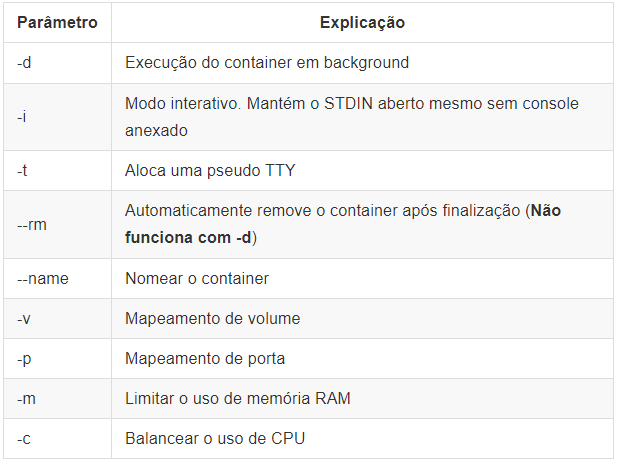 Parâmetro Explicação
-d Execução do container em background
-i Modo interativo. Mantém o STDIN aberto mesmo sem console
anexado
-t Aloca uma pseudo TTY
--rm Automaticamente remove o container após finalização (Não
funciona com -d)
--name Nomear o container
-v Mapeamento de volume
-p Mapeamento de porta
-m Limitar o uso de memória RAM
-c Balancear o uso de CPU